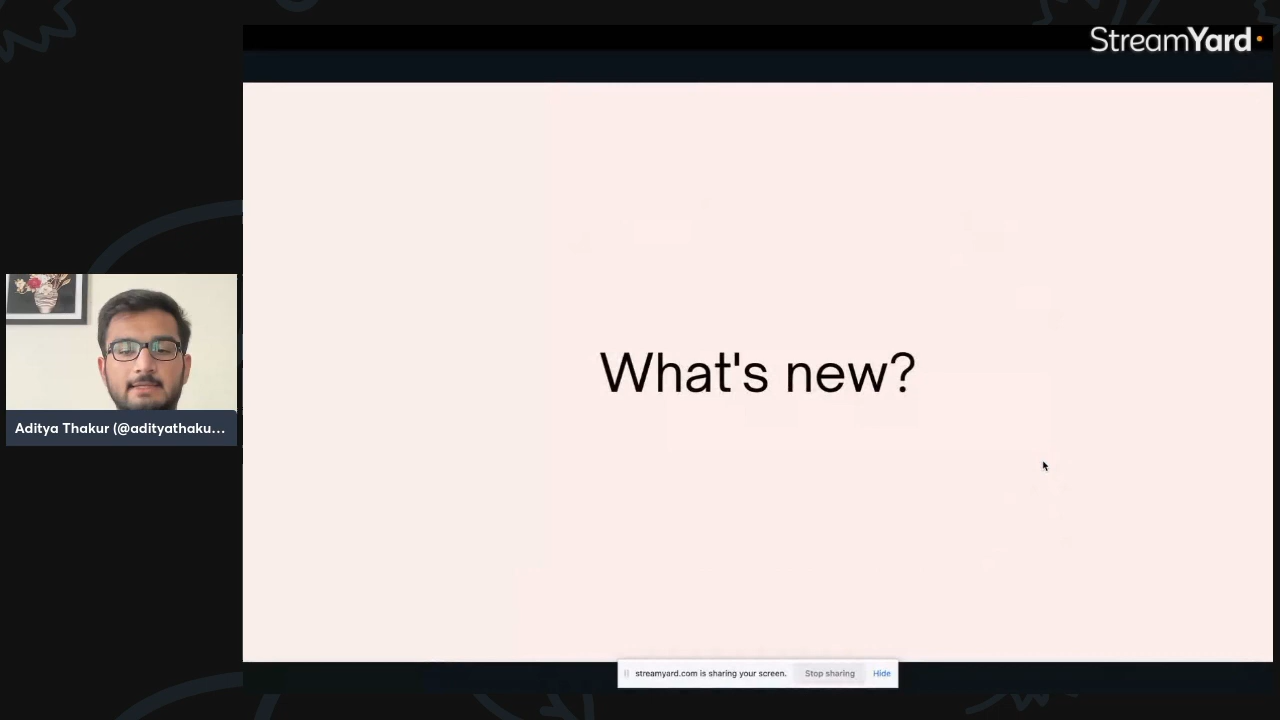 StreamYard
What's new?
Aditya Thakur (@adityathaku...
streamyard.com is sharing your screen. Stop sharing Hide